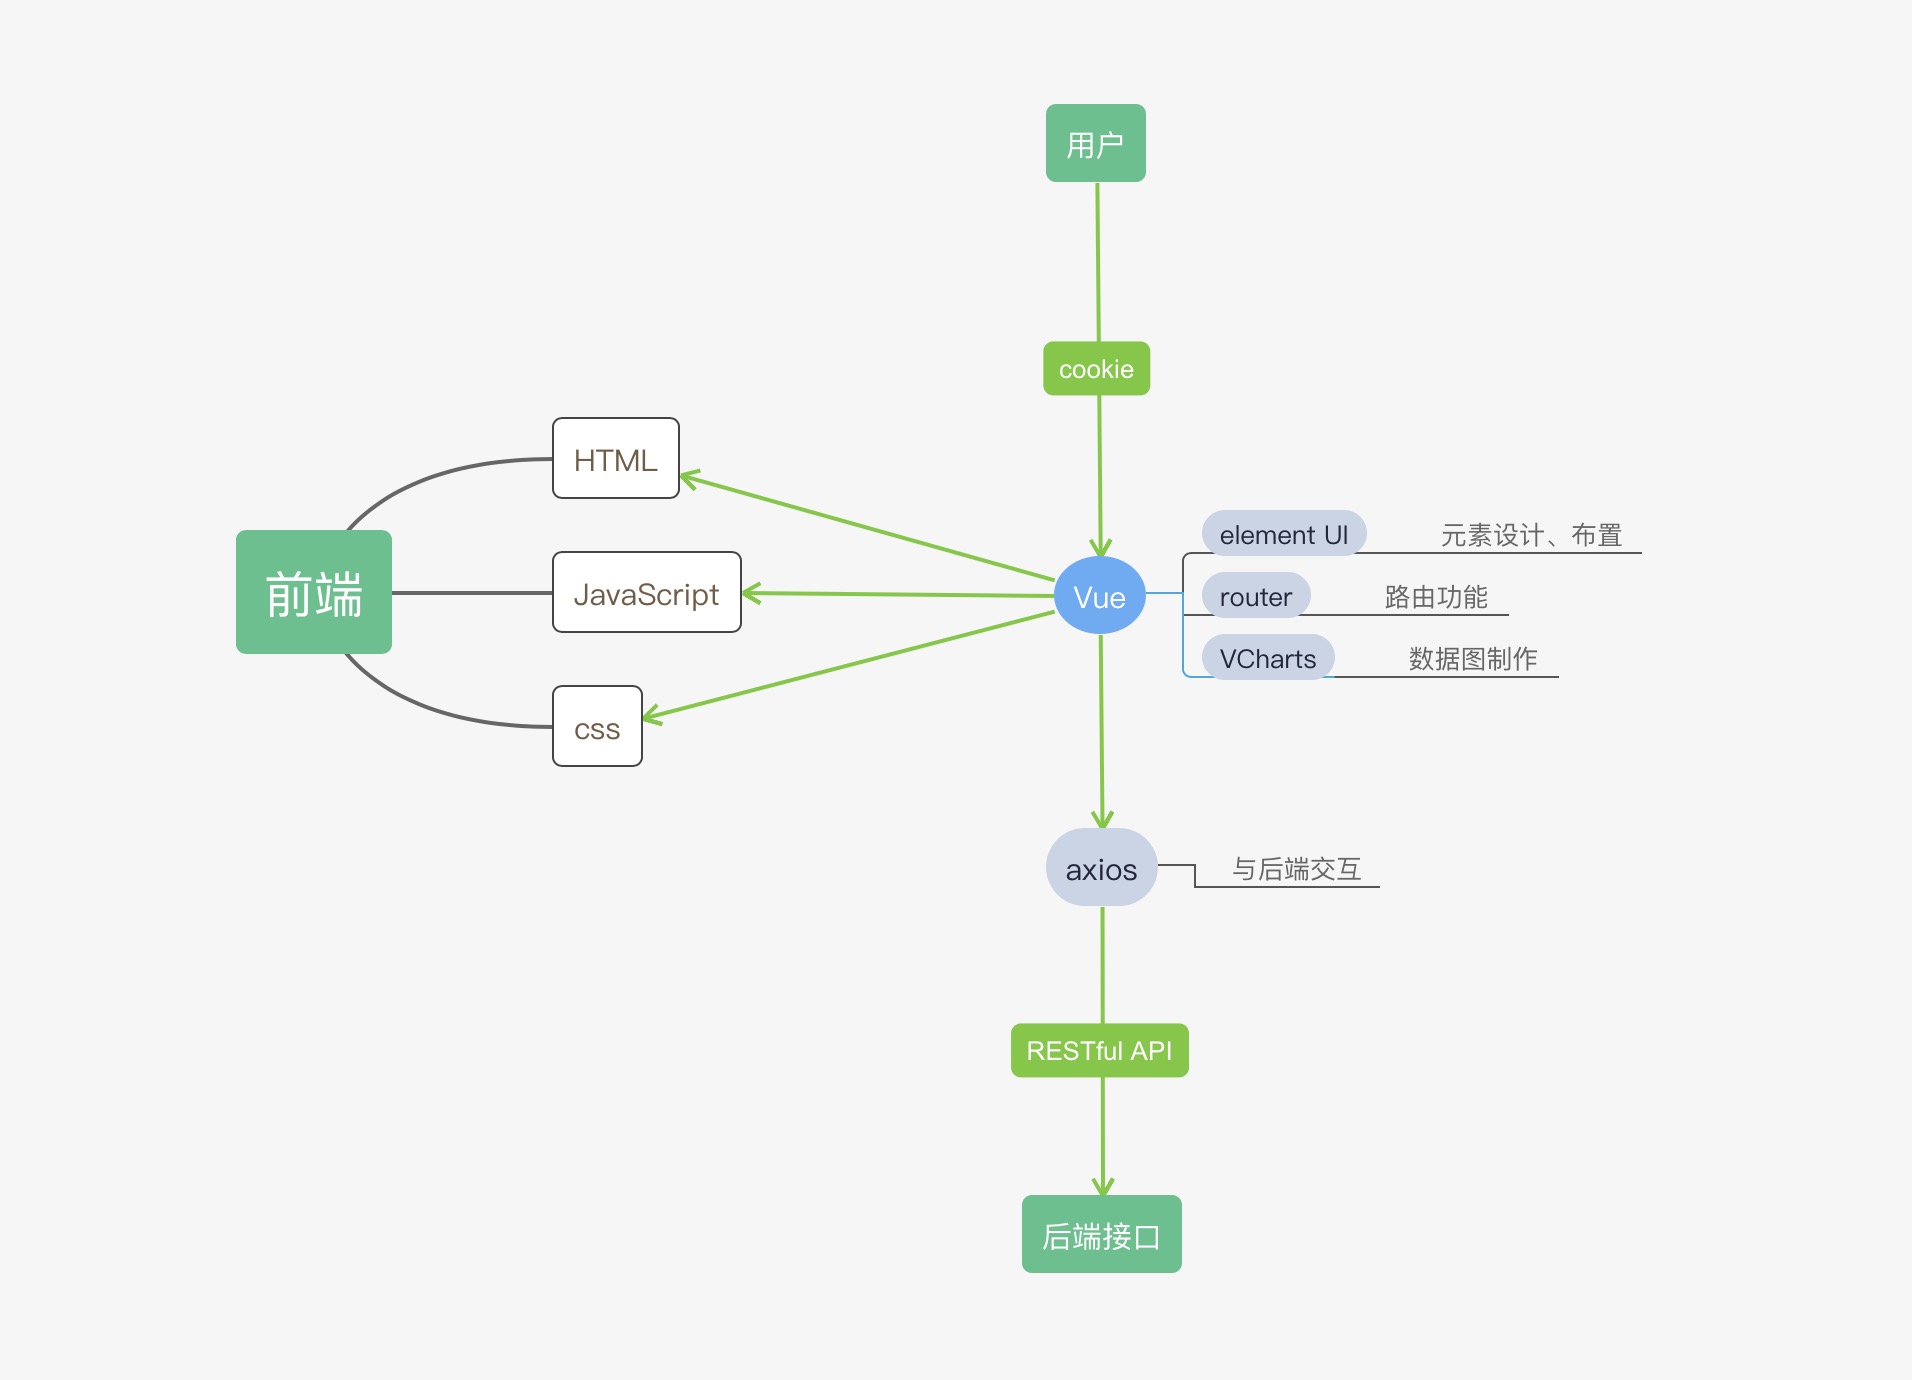 用户
cookie
HTML
element UI
元素设计、布置
前端
JavaScript
Vue
router
路由功能
VCharts
数据图制作
css
axios
与后端交互
RESTful API
后端接口